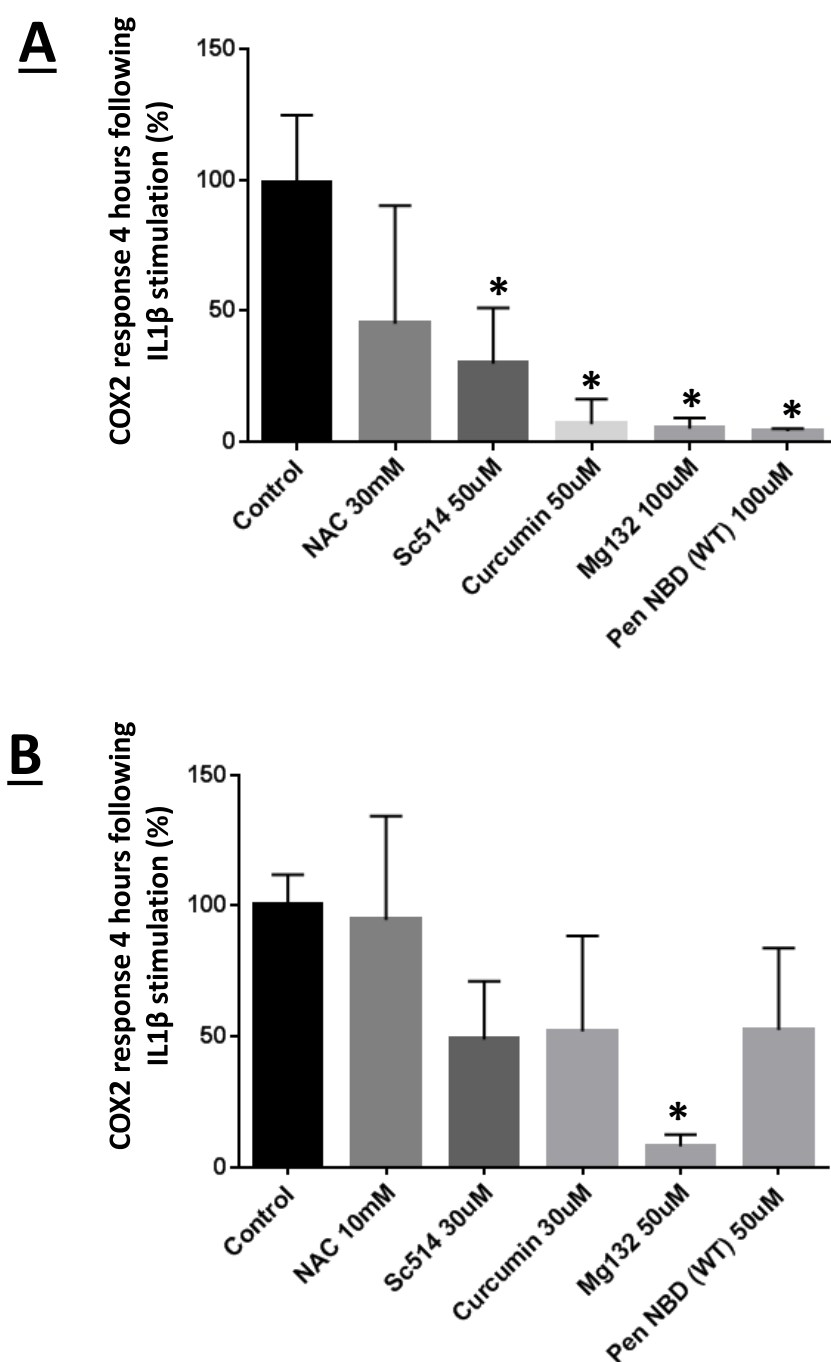 A
COX2 response 4 hours following
IL1β stimulation (%)
150
100
50
0
*
*
*
*
Control
NAC 30mM
Sc514 50uM
Curcumin 50uM
Mg132 100uM
Pen NBD (WT) 100uM
B
COX2 response 4 hours following
IL1β stimulation (%)
150
100
50
0
*
Control
NAC 10mM
Sc514 30uM
Curcumin 30uM
Mg132 50uM
Pen NBD (WT) 50uM